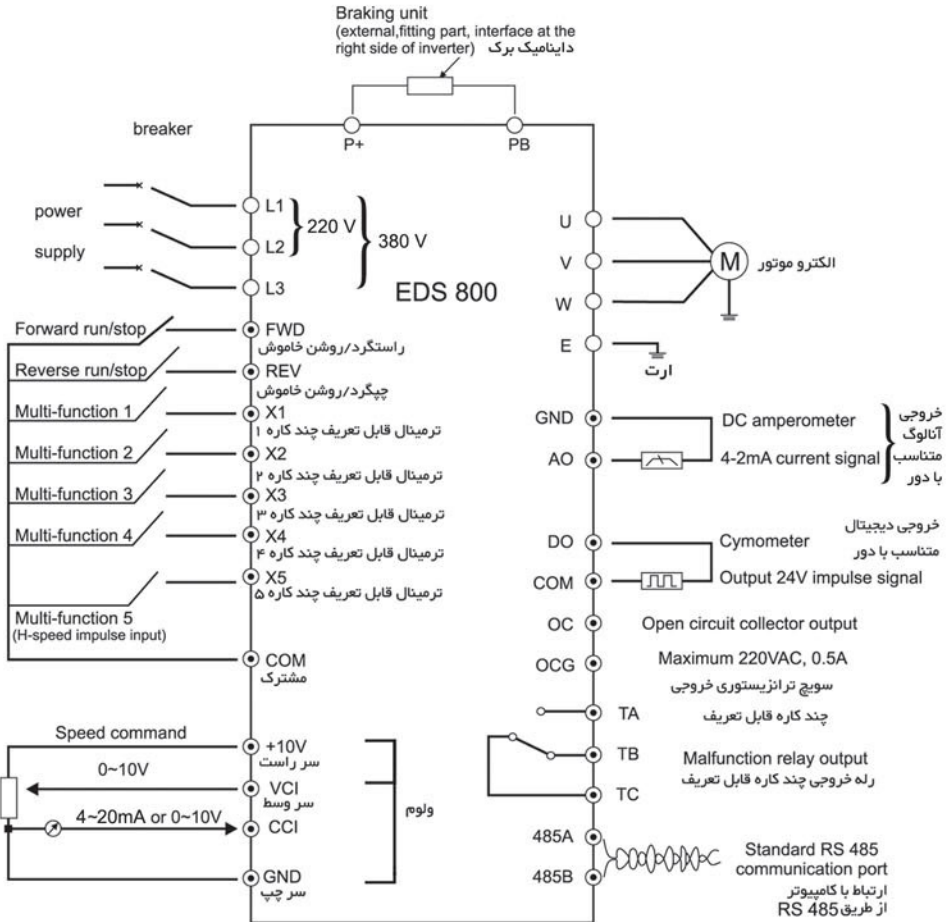 Braking unit
(external,fitting part, interface at the
right side of inverter) داینامیک برک
P+
PB
breaker
power
supply
L1
L2
L3
220 V
380 V
EDS 800
U
V
W
E
M
الکترو موتور
ارت
Forward run/stop
FWD
راستگرد/روشن خاموش
Reverse run/stop
REV
چپگرد/روشن خاموش
Multi-function 1
X1
ترمینال قابل تعریف چند کاره ۱
Multi-function 2
X2
ترمینال قابل تعریف چند کاره ۲
Multi-function 3
X3
ترمینال قابل تعریف چند کاره ۳
Multi-function 4
X4
ترمینال قابل تعریف چند کاره ۴
X5
ترمینال قابل تعریف چند کاره ۵
Multi-function 5
(H-speed impulse input)
COM
مشترک
Speed command
+10V
سر راست
0~10V
VCI
سر وسط
4~20mA or 0~10V
CCI
GND
سر چپ
ولوم
GND
DC amperometer
AO
4-2mA current signal
خروجی
آنالوگ
متناسب
با دور
DO
Cymometer
COM
Output 24V impulse signal
خروجی دیجیتال
متناسب با دور
OC
Open circuit collector output
OCG
Maximum 220VAC, 0.5A
سویچ ترانزیستوری خروجی
چند کاره قابل تعریف
TA
TB
TC
Malfunction relay output
رله خروجی چند کاره قابل تعریف
485A
485B
Standard RS 485
communication port
ارتباط با کامپیوتر
از طریق RS 485